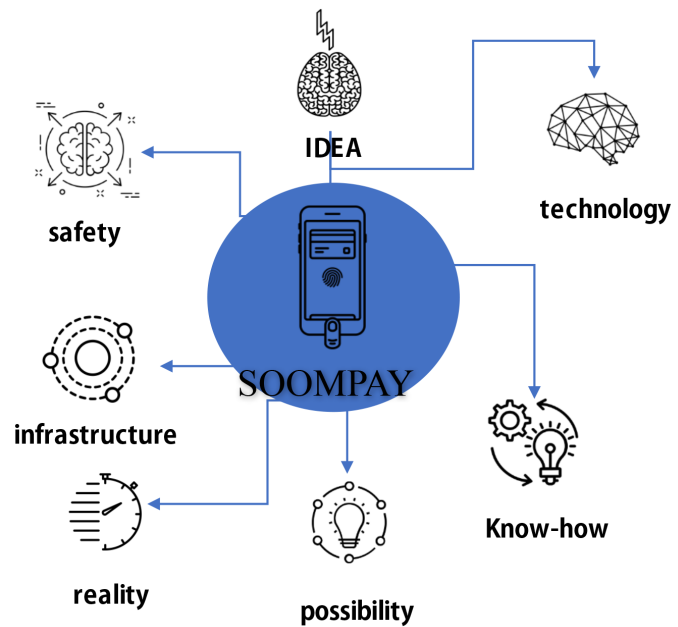 IDEA
technology
safety
SOOMPAY
infrastructure
Know-how
reality
possibility